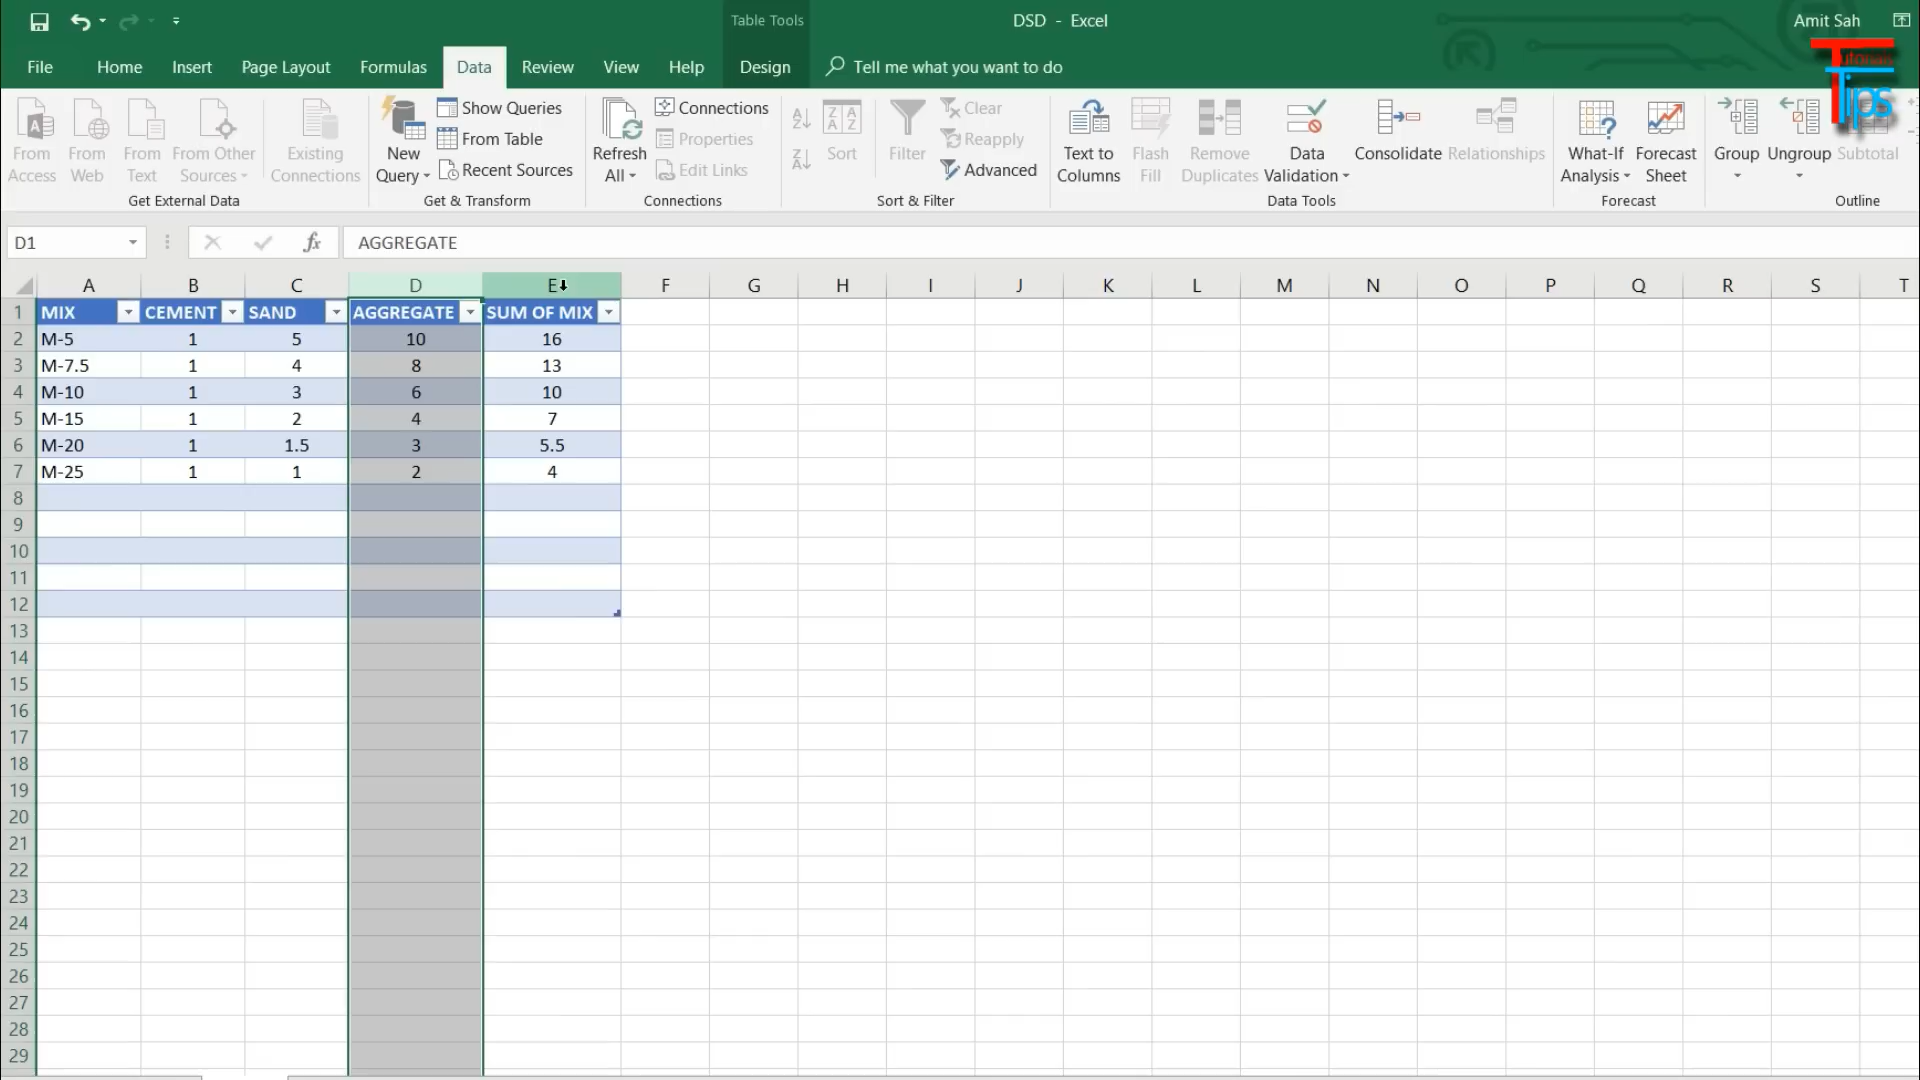 Table Tools
DSD - Excel
Amit Sah
File Home Insert Page Layout Formulas Data Review View Help Design Tell me what you want to do
Tutorials
Tips
From Access
From Web
From Text
From Other Sources
Existing Connections
Get External Data
New Query
Show Queries
From Table
Recent Sources
Get & Transform
Refresh All
Connections
Properties
Edit Links
Connections
Sort
Filter
Clear
Reapply
Advanced
Sort & Filter
Text to Columns
Flash Fill
Remove Duplicates
Data Validation
Consolidate
Relationships
Data Tools
What-If Analysis
Forecast Sheet
Forecast
Group
Ungroup
Subtotal
Outline
D1 fx AGGREGATE
A B C D E F G H I J K L M N O P Q R S T
1 MIX CEMENT SAND AGGREGATE SUM OF MIX
2 M-5 1 5 10 16
3 M-7.5 1 4 8 13
4 M-10 1 3 6 10
5 M-15 1 2 4 7
6 M-20 1 1.5 3 5.5
7 M-25 1 1 2 4
8
9
10
11
12
13
14
15
16
17
18
19
20
21
22
23
24
25
26
27
28
29